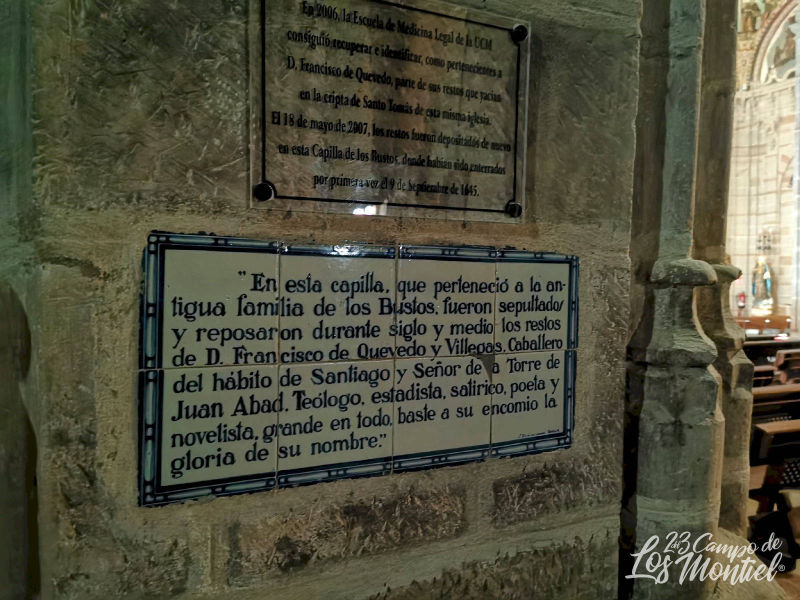 En 2006, la Escuela de Medicina Legal de la UCM
consiguió recuperar e identificar, como pertenecientes a
D. Francisco de Quevedo, parte de sus restos que yacían
en la cripta de Santo Tomás de esta misma iglesia.
El 18 de mayo de 2007, los restos fueron depositados de nuevo
en esta Capilla de los Bustos, donde habían sido enterrados
por primera vez el 9 de Septiembre de 1645.
"En esta capilla, que perteneció a la an-
tigua familia de los Bustos, fueron sepultados
y reposaron durante siglo y medio los restos
de D. Francisco de Quevedo y Villegas, Caballero
del hábito de Santiago y Señor de la Torre de
Juan Abad. Teólogo, estadista, satírico, poeta y
novelista, grande en todo, baste a su encomio la
gloria de su nombre."
23 Campo de
Los Montiel®